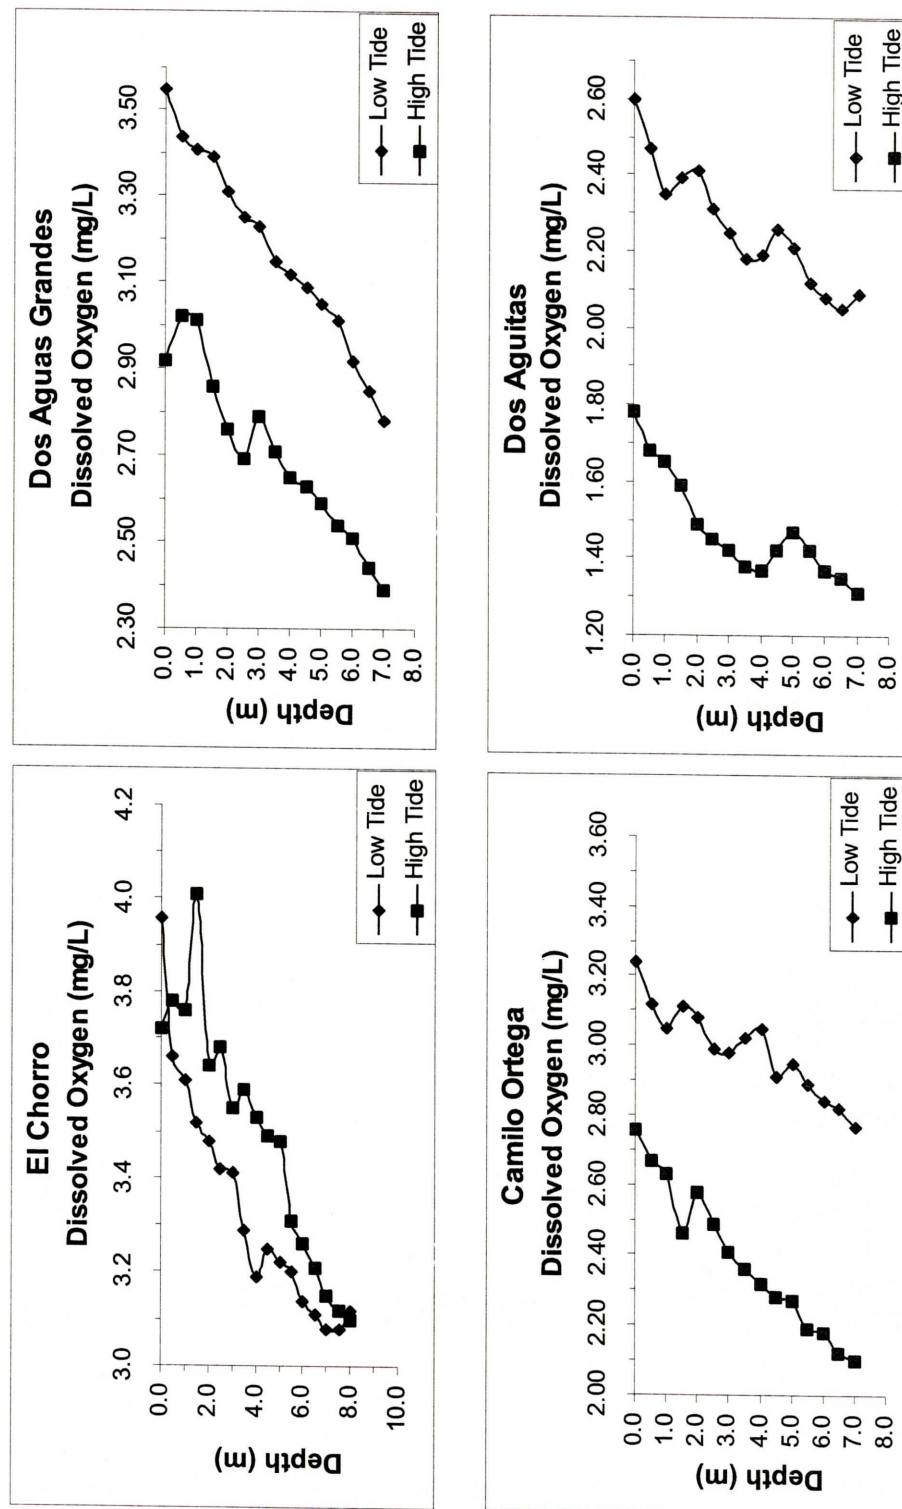 El Chorro
Dissolved Oxygen (mg/L)
3.0 3.2 3.4 3.6 3.8 4.0 4.2
0.0
2.0
4.0
6.0
8.0
10.0
Depth (m)
Low Tide
High Tide
Dos Aguas Grandes
Dissolved Oxygen (mg/L)
2.30 2.50 2.70 2.90 3.10 3.30 3.50
0.0
1.0
2.0
3.0
4.0
5.0
6.0
7.0
8.0
Depth (m)
Low Tide
High Tide
Camilo Ortega
Dissolved Oxygen (mg/L)
2.00 2.20 2.40 2.60 2.80 3.00 3.20 3.40 3.60
0.0
1.0
2.0
3.0
4.0
5.0
6.0
7.0
8.0
Depth (m)
Low Tide
High Tide
Dos Aguitas
Dissolved Oxygen (mg/L)
1.20 1.40 1.60 1.80 2.00 2.20 2.40 2.60
0.0
1.0
2.0
3.0
4.0
5.0
6.0
7.0
8.0
Depth (m)
Low Tide
High Tide